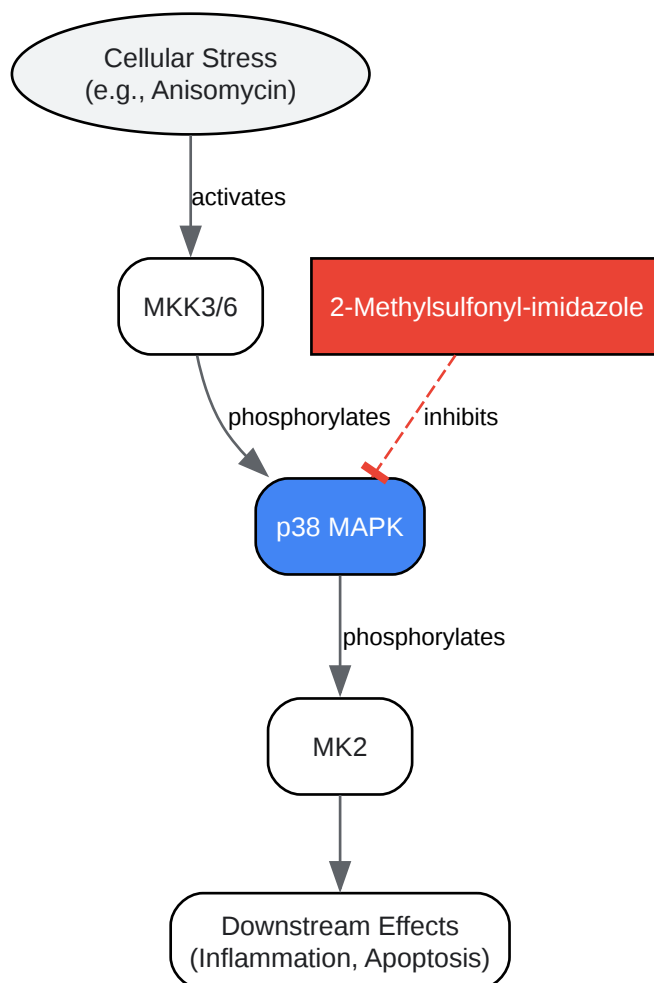 Cellular Stress
(e.g., Anisomycin)
activates
MKK3/6
2-Methylsulfonyl-imidazole
phosphorylates
inhibits
p38 MAPK
phosphorylates
MK2
Downstream Effects
(Inflammation, Apoptosis)